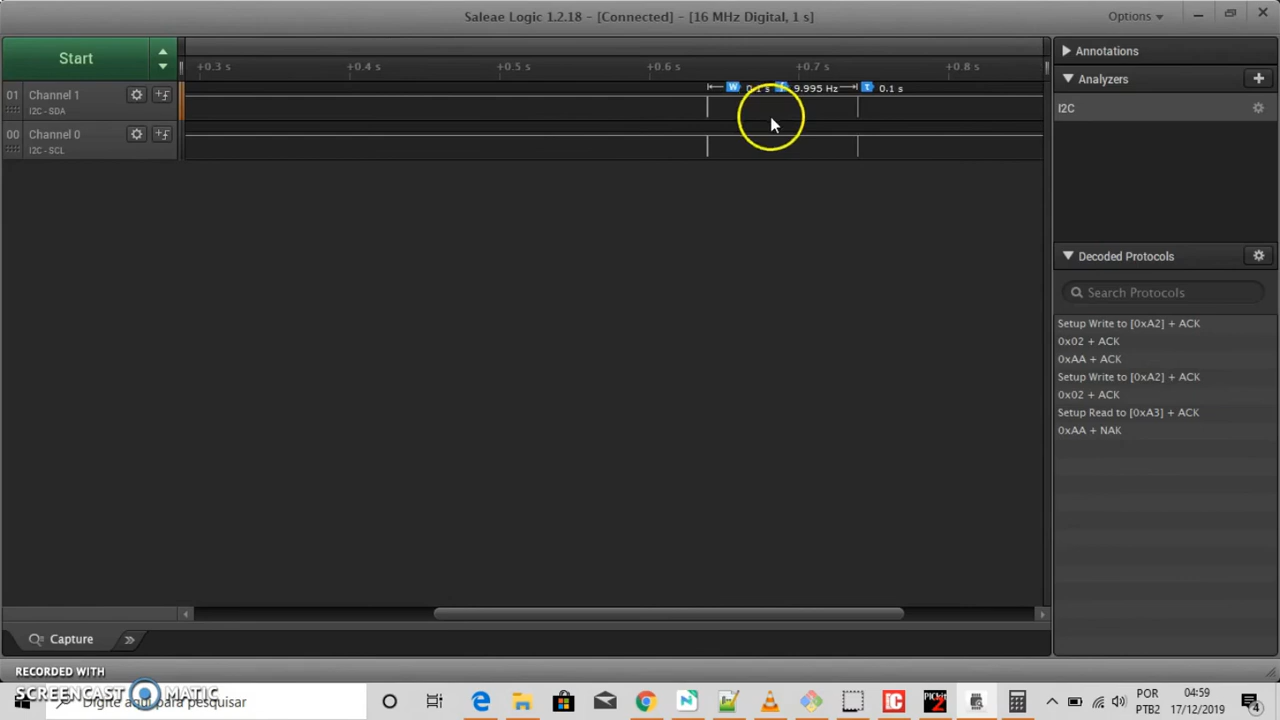 Saleae Logic 1.2.18 - [Connected] - [16 MHz Digital, 1 s]
Options
Start
+0.3 s +0.4 s +0.5 s +0.6 s +0.7 s +0.8 s
W 0.1 s f 9.995 Hz T 0.1 s
01 Channel 1
I2C - SDA
00 Channel 0
I2C - SCL
Annotations
Analyzers
I2C
Decoded Protocols
Search Protocols
Setup Write to [0xA2] + ACK
0x02 + ACK
0xAA + ACK
Setup Write to [0xA2] + ACK
0x02 + ACK
Setup Read to [0xA3] + ACK
0xAA + NAK
Capture
RECORDED WITH
SCREENCAST MATIC
Digite aqui para pesquisar
POR
PTB2
04:59
17/12/2019
4